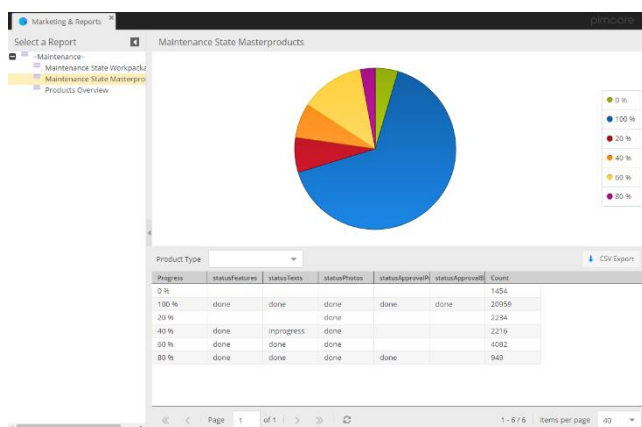 Marketing & Reports
pimcore
Select a Report
Maintenance State Masterproducts
-Maintenance-
Maintenance State Workpacka
Maintenance State Masterpro
Products Overview
0 %
100 %
20 %
40 %
60 %
80 %
Product Type
CSV Export
Progress statusFeatures statusTexts statusPhotos statusApprovalPr statusApprovalB Count
0 % 1454
100 % done done done done done 20959
20 % done 2234
40 % done inprogress done 2216
60 % done done done 4082
80 % done done done done 949
Page 1 of 1
1 - 6 / 6 Items per page 40